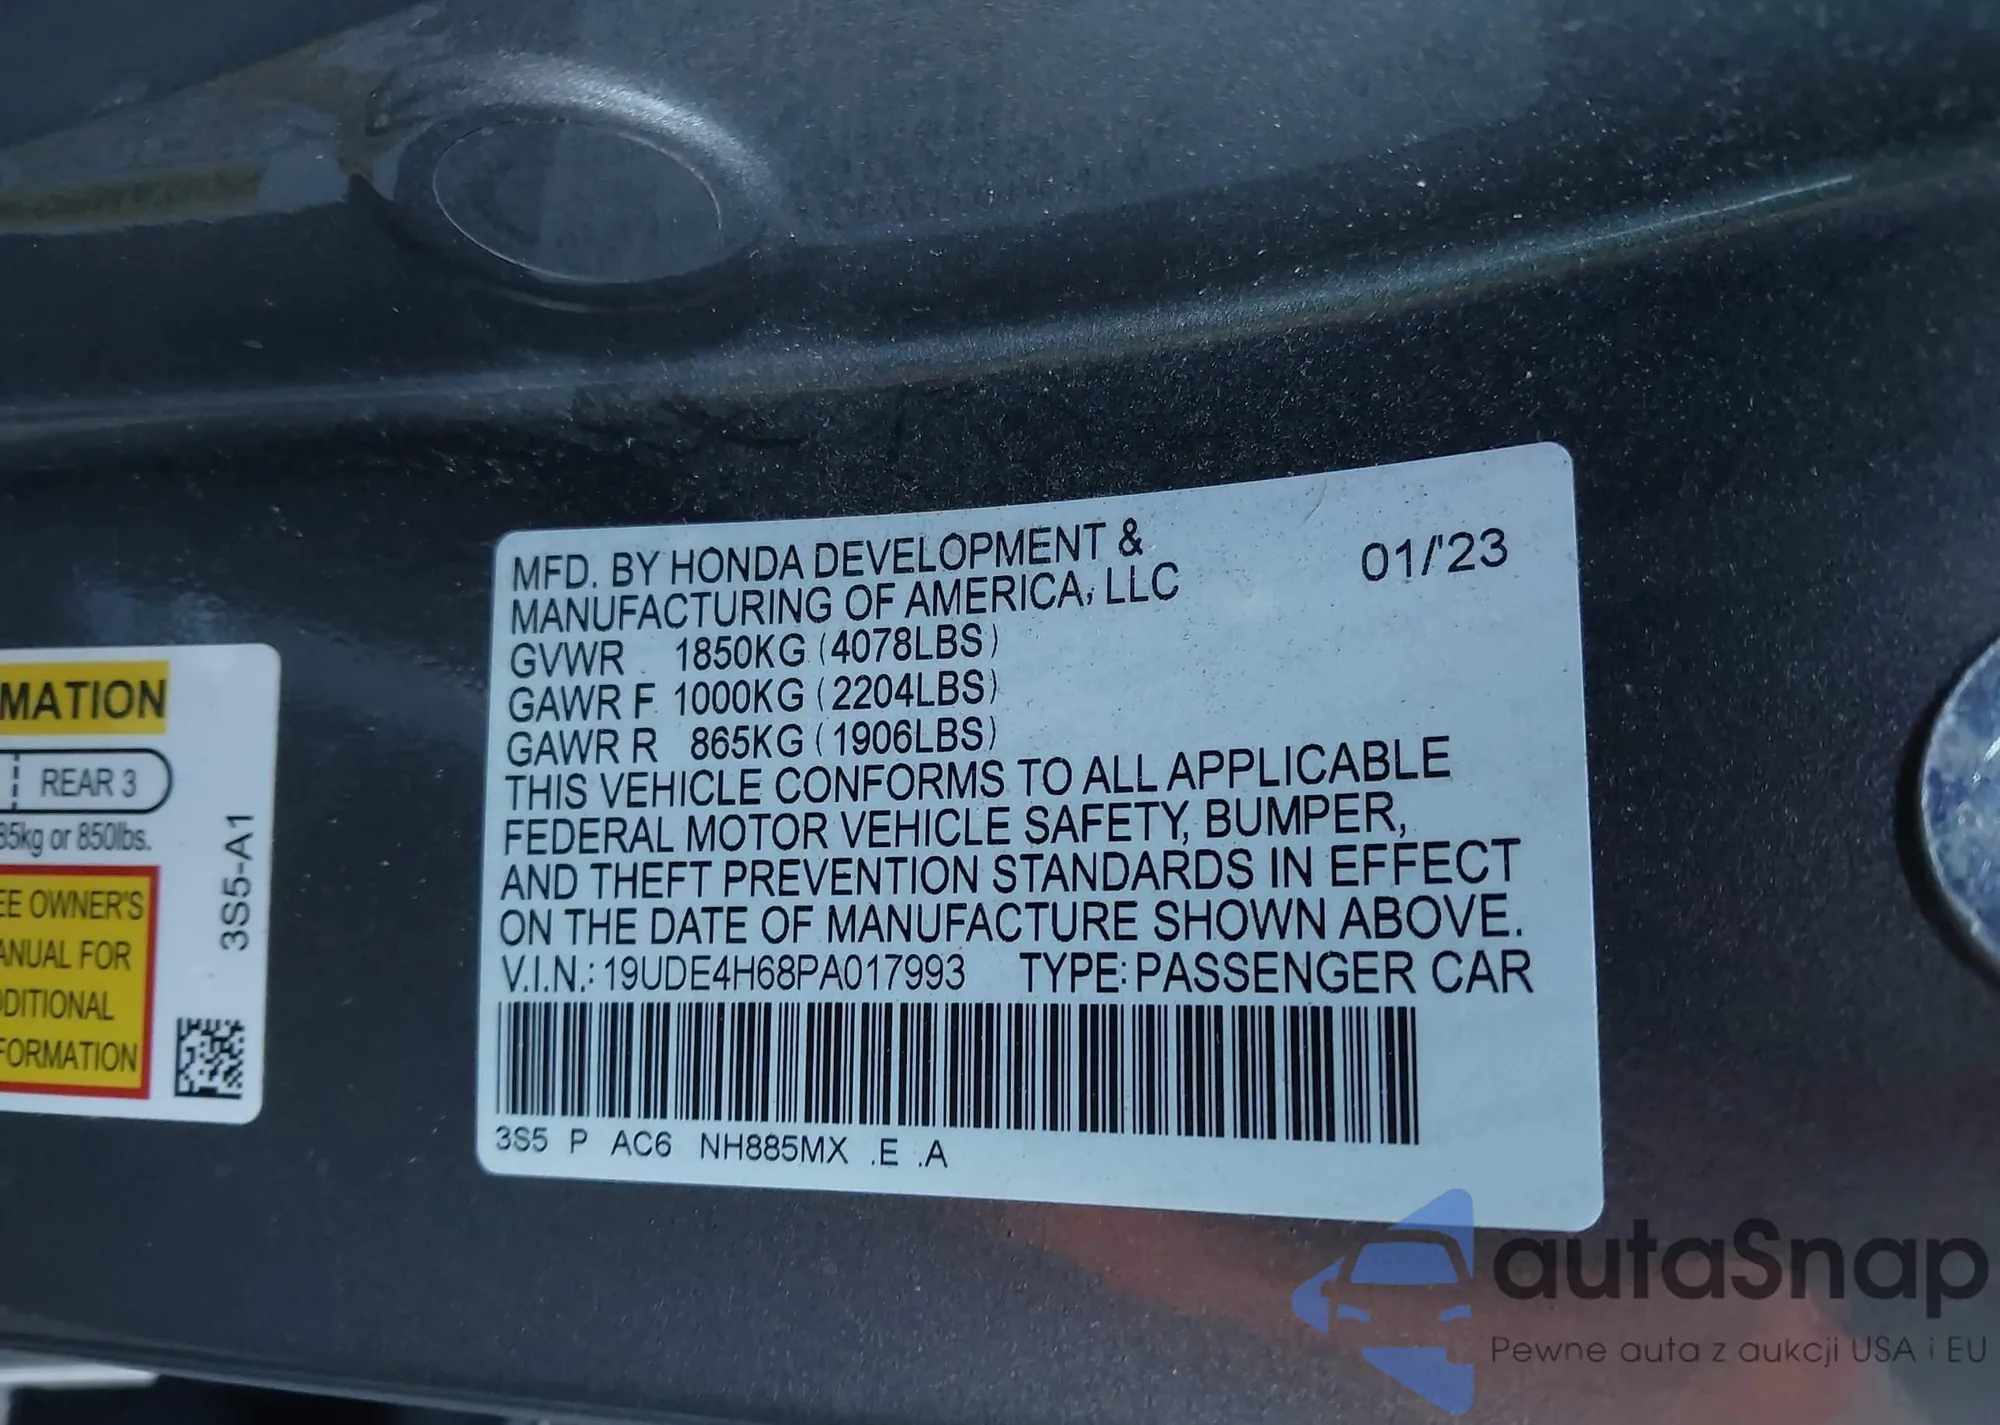 MFD. BY HONDA DEVELOPMENT &
MANUFACTURING OF AMERICA, LLC
01/'23
GVWR 1850KG (4078LBS)
GAWR F 1000KG (2204LBS)
GAWR R 865KG (1906LBS)
THIS VEHICLE CONFORMS TO ALL APPLICABLE
FEDERAL MOTOR VEHICLE SAFETY, BUMPER,
AND THEFT PREVENTION STANDARDS IN EFFECT
ON THE DATE OF MANUFACTURE SHOWN ABOVE.
V.I.N.: 19UDE4H68PA017993 TYPE: PASSENGER CAR
3S5 P AC6 NH885MX .E .A
MATION
REAR 3
85kg or 850lbs.
EE OWNER'S
ANUAL FOR
DDITIONAL
FORMATION
3S5-A1
autaSnap
Pewne auta z aukcji USA i EU